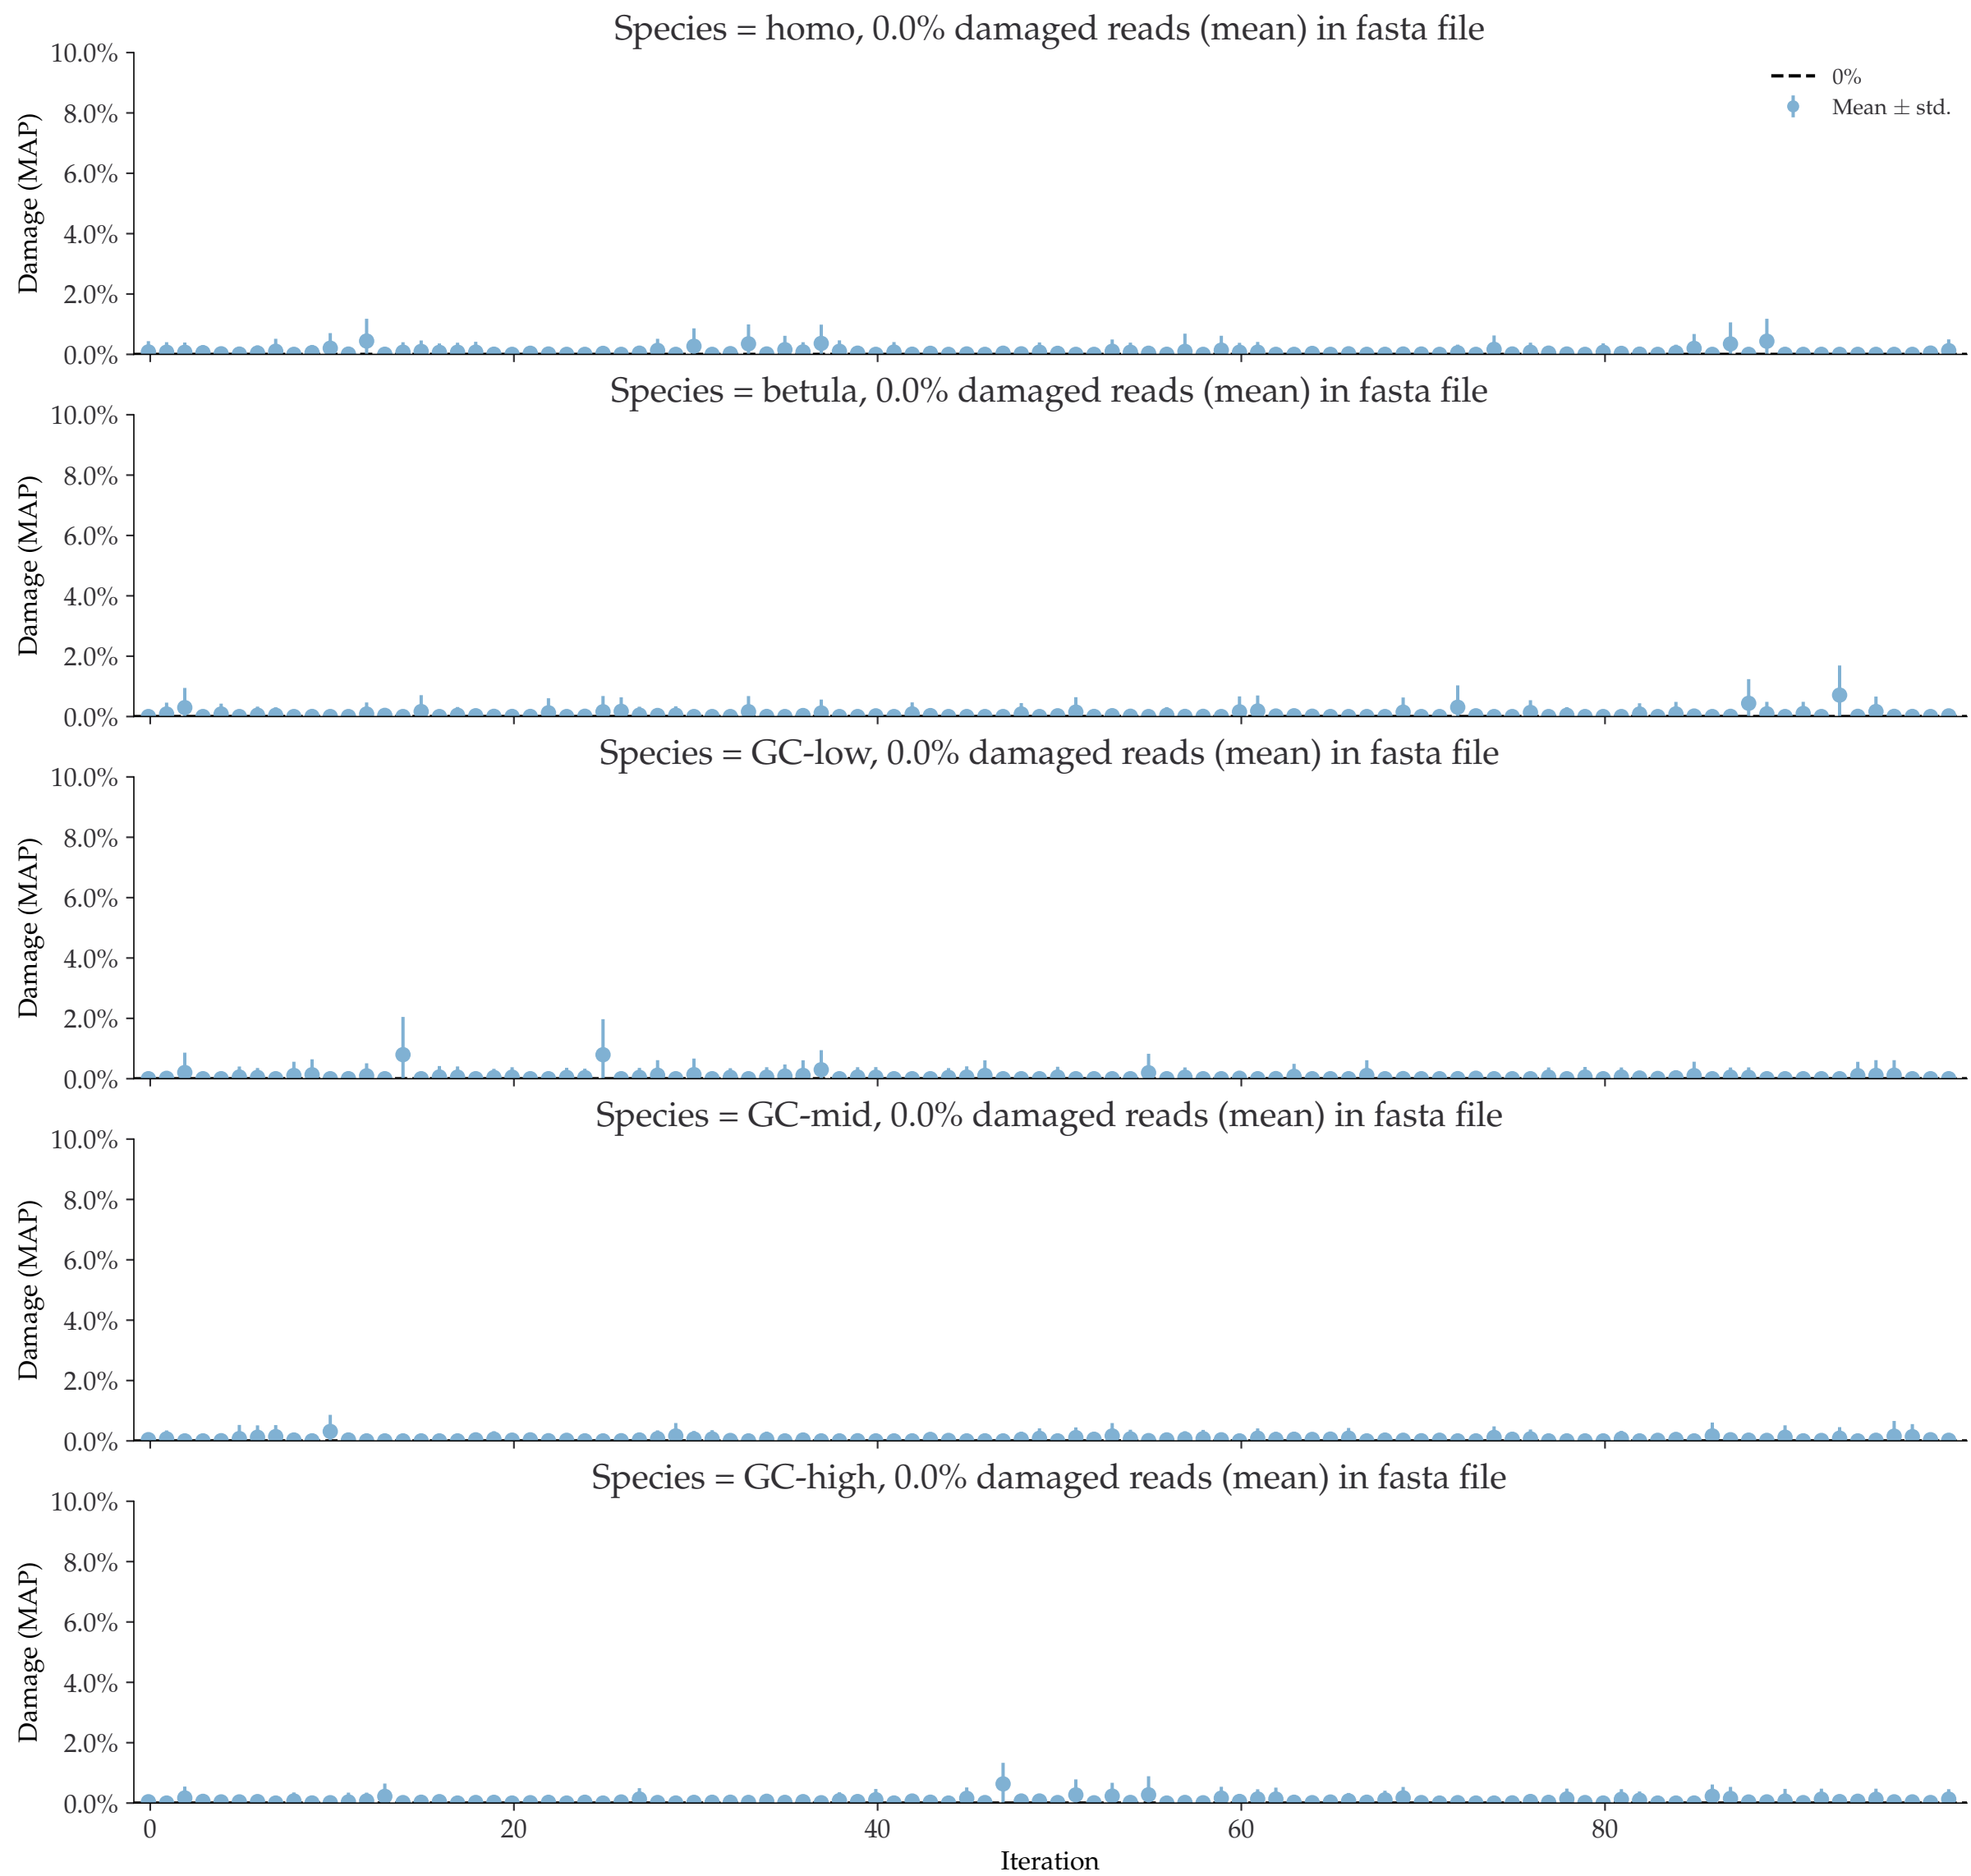 Species = homo, 0.0% damaged reads (mean) in fasta file
10.0%
8.0%
6.0%
4.0%
2.0%
0.0%
Damage (MAP)
0%
Mean ± std.
Species = betula, 0.0% damaged reads (mean) in fasta file
10.0%
8.0%
6.0%
4.0%
2.0%
0.0%
Damage (MAP)
Species = GC-low, 0.0% damaged reads (mean) in fasta file
10.0%
8.0%
6.0%
4.0%
2.0%
0.0%
Damage (MAP)
Species = GC-mid, 0.0% damaged reads (mean) in fasta file
10.0%
8.0%
6.0%
4.0%
2.0%
0.0%
Damage (MAP)
Species = GC-high, 0.0% damaged reads (mean) in fasta file
10.0%
8.0%
6.0%
4.0%
2.0%
0.0%
Damage (MAP)
0 20 40 60 80
Iteration